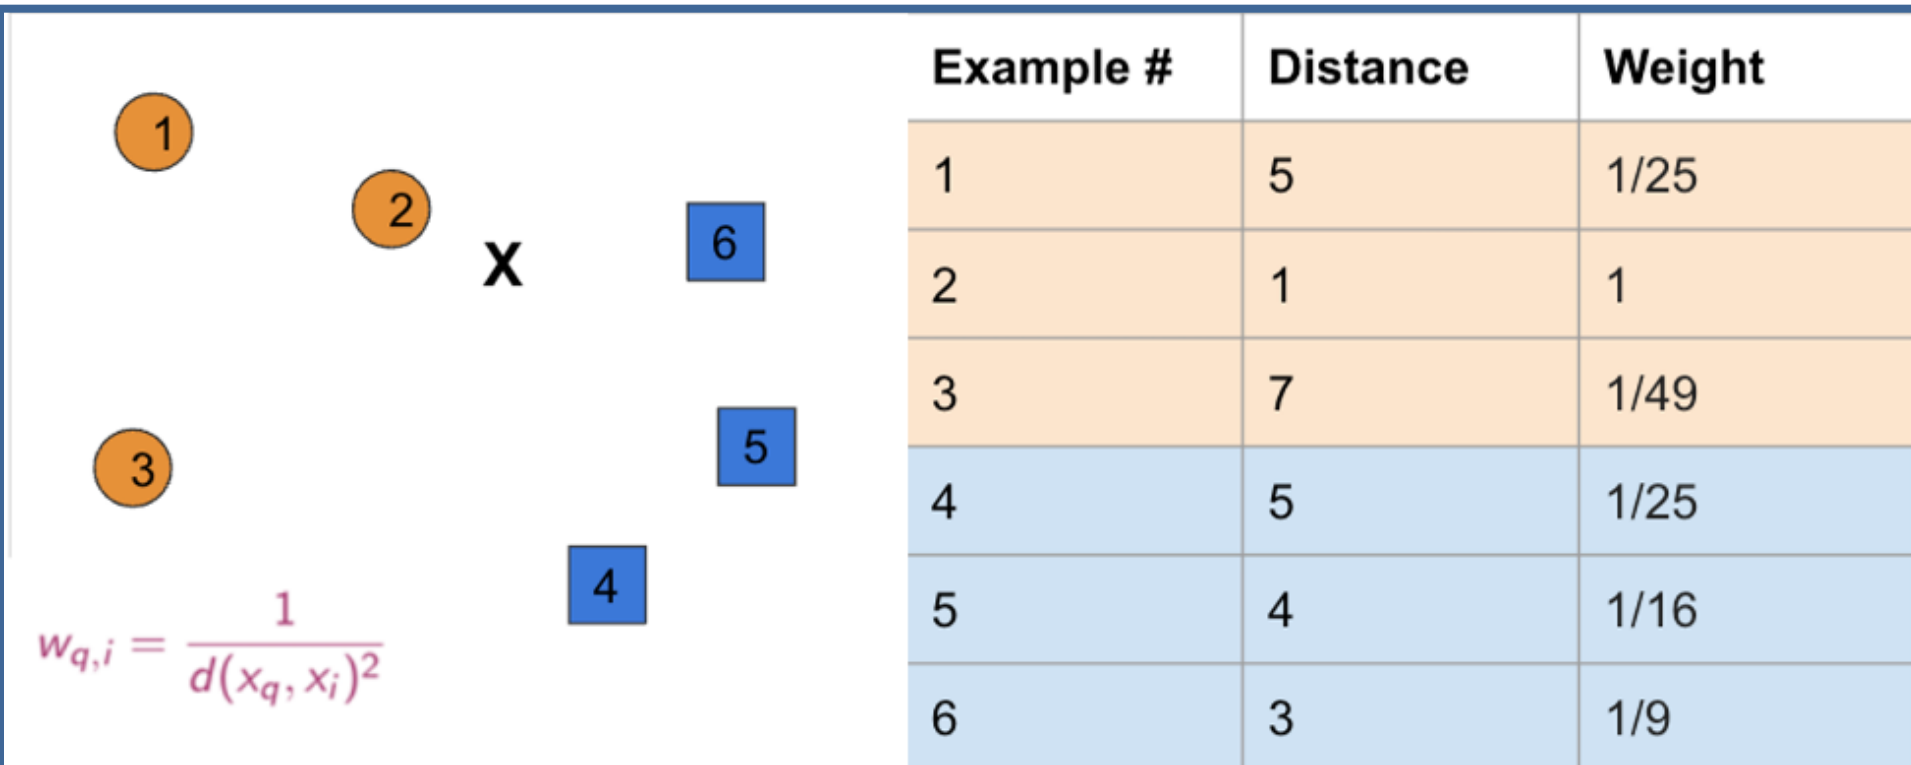 1
2
X
6
5
3
4
w_{q,i} = \frac{1}{d(x_q, x_i)^2}
Example # Distance Weight
1 5 1/25
2 1 1
3 7 1/49
4 5 1/25
5 4 1/16
6 3 1/9